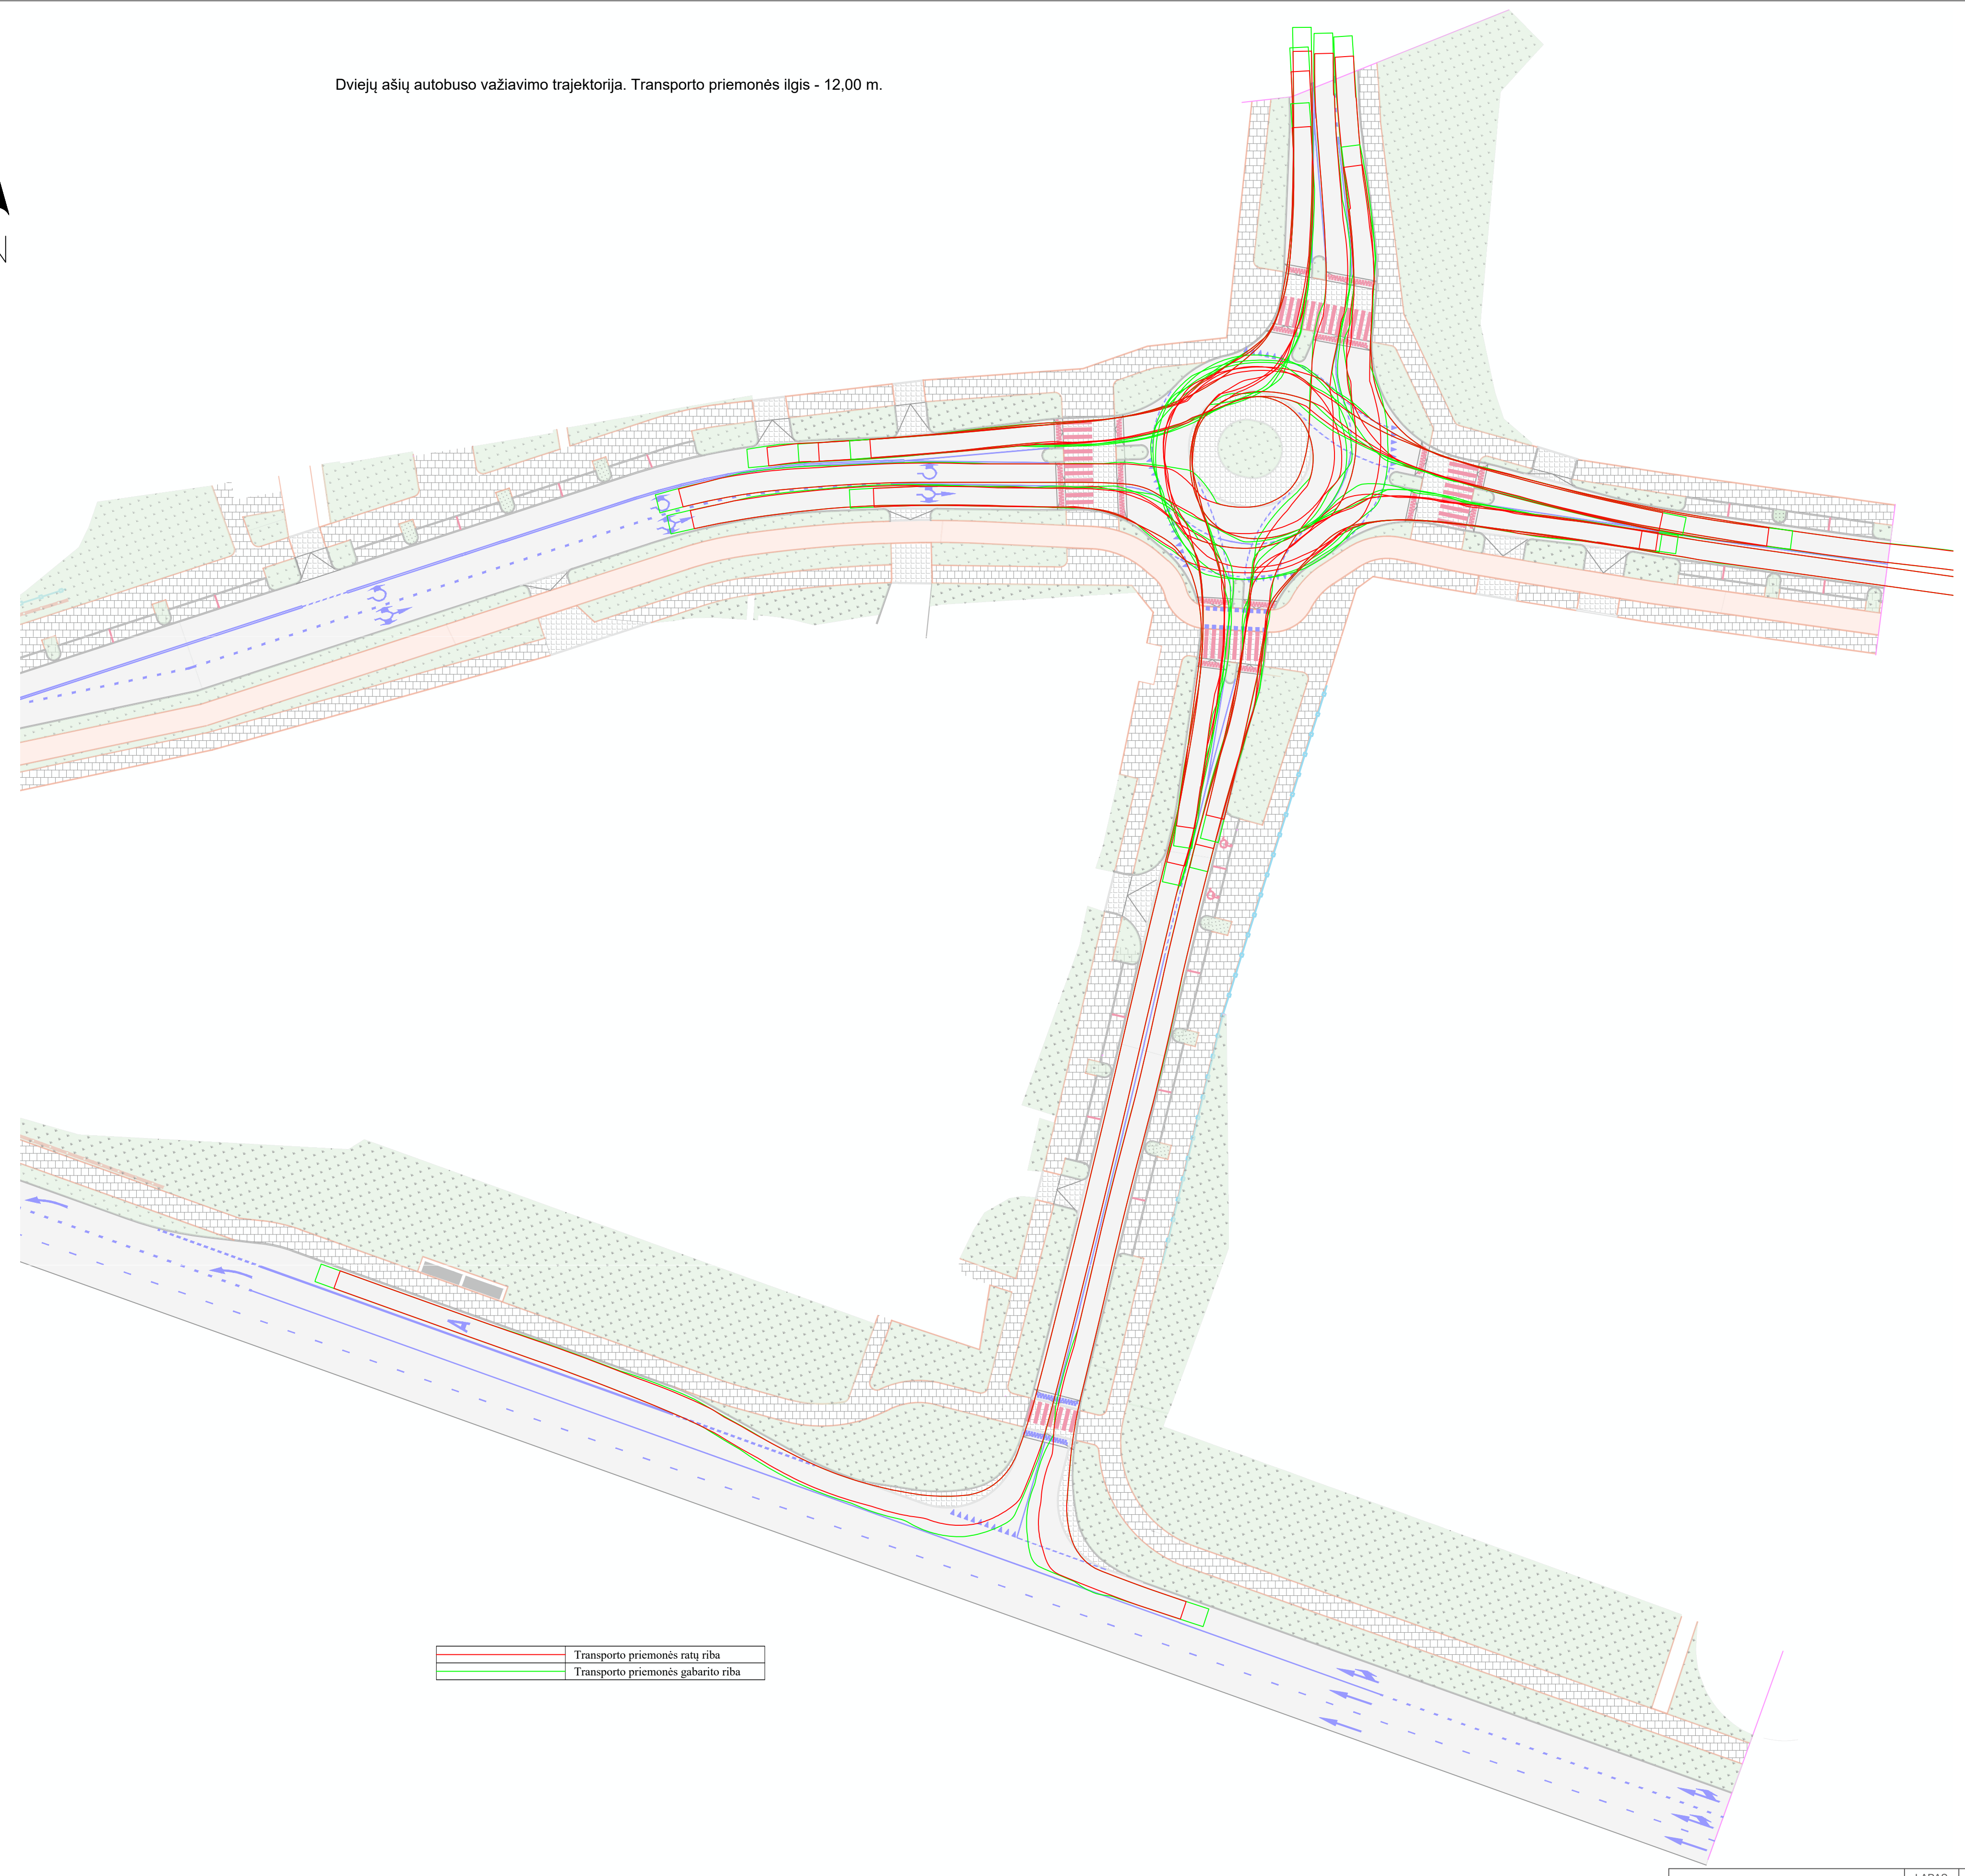 Dviejų ašių autobuso važiavimo trajektorija. Transporto priemonės ilgis - 12,00 m.
N
A
Transporto priemonės ratų riba
Transporto priemonės gabarito riba